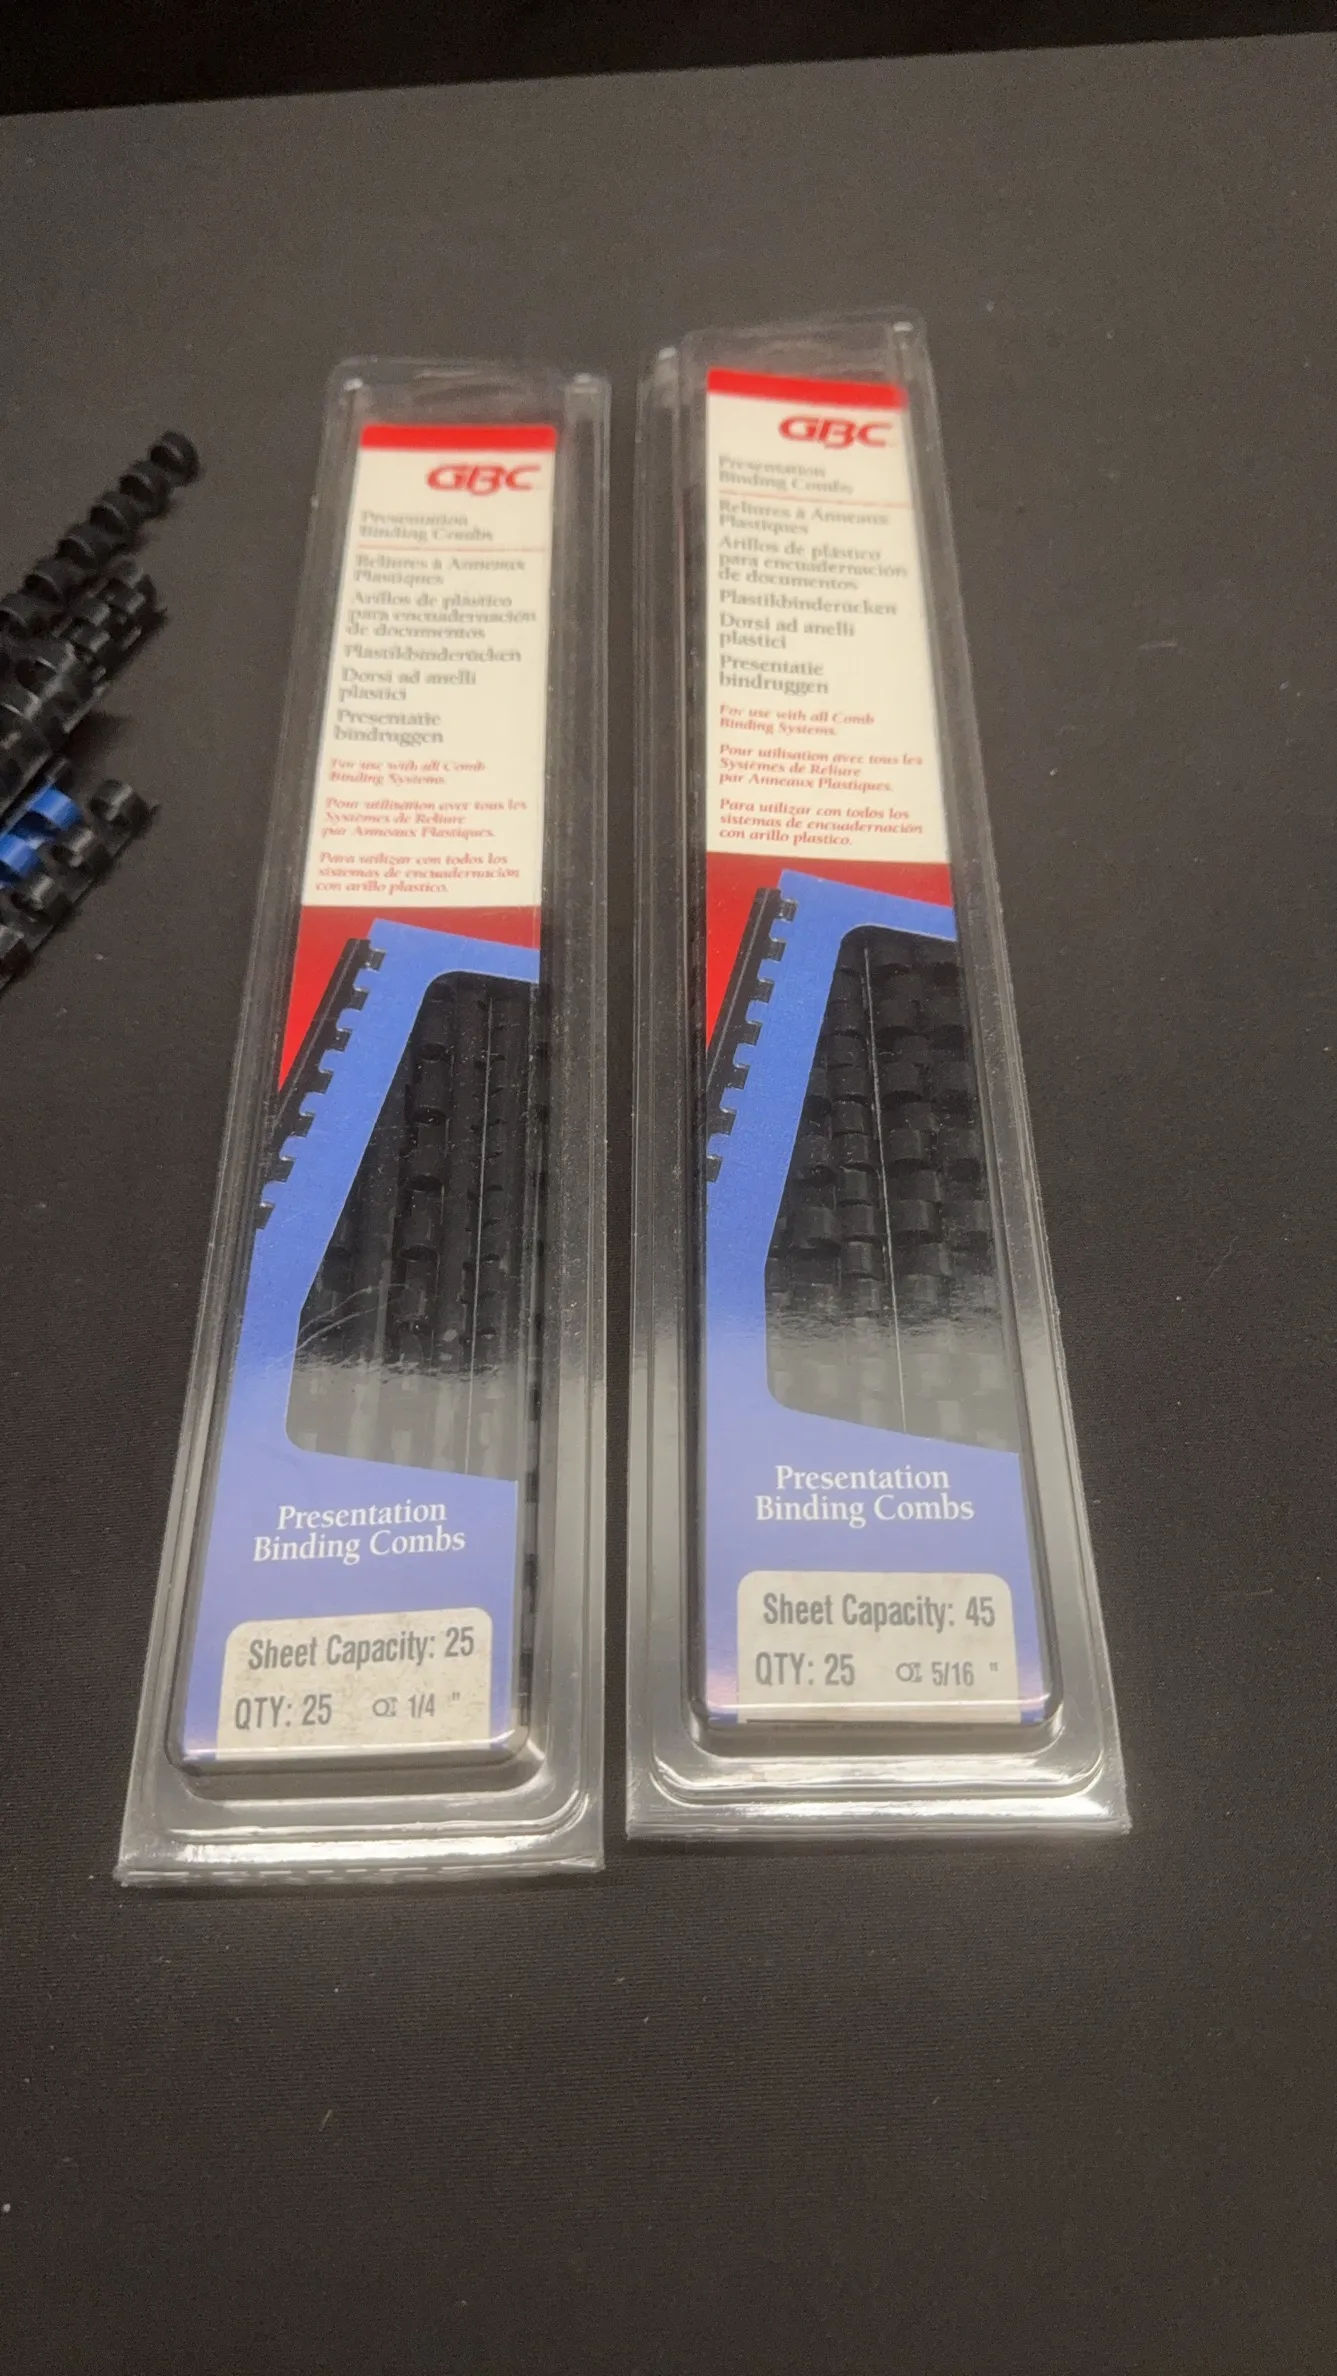 GBC
Presentation
Binding Combs
Reliures à Anneaux
Plastiques
Arillos de plástico
para encuadernación
de documentos
Plastikbinderücken
Dorsi ad anelli
plastici
Presentatie
bindruggen
For use with all Comb
Binding Systems.
Pour utilisation avec tous les
Systèmes de Reliure
par Anneaux Plastiques.
Para utilizar con todos los
sistemas de encuadernación
con arillo plastico.
Presentation
Binding Combs
Sheet Capacity: 25
QTY: 25 1/4 "
GBC
Presentation
Binding Combs
Reliures à Anneaux
Plastiques
Arillos de plástico
para encuadernación
de documentos
Plastikbinderücken
Dorsi ad anelli
plastici
Presentatie
bindruggen
For use with all Comb
Binding Systems.
Pour utilisation avec tous les
Systèmes de Reliure
par Anneaux Plastiques.
Para utilizar con todos los
sistemas de encuadernación
con arillo plastico.
Presentation
Binding Combs
Sheet Capacity: 45
QTY: 25 5/16 "